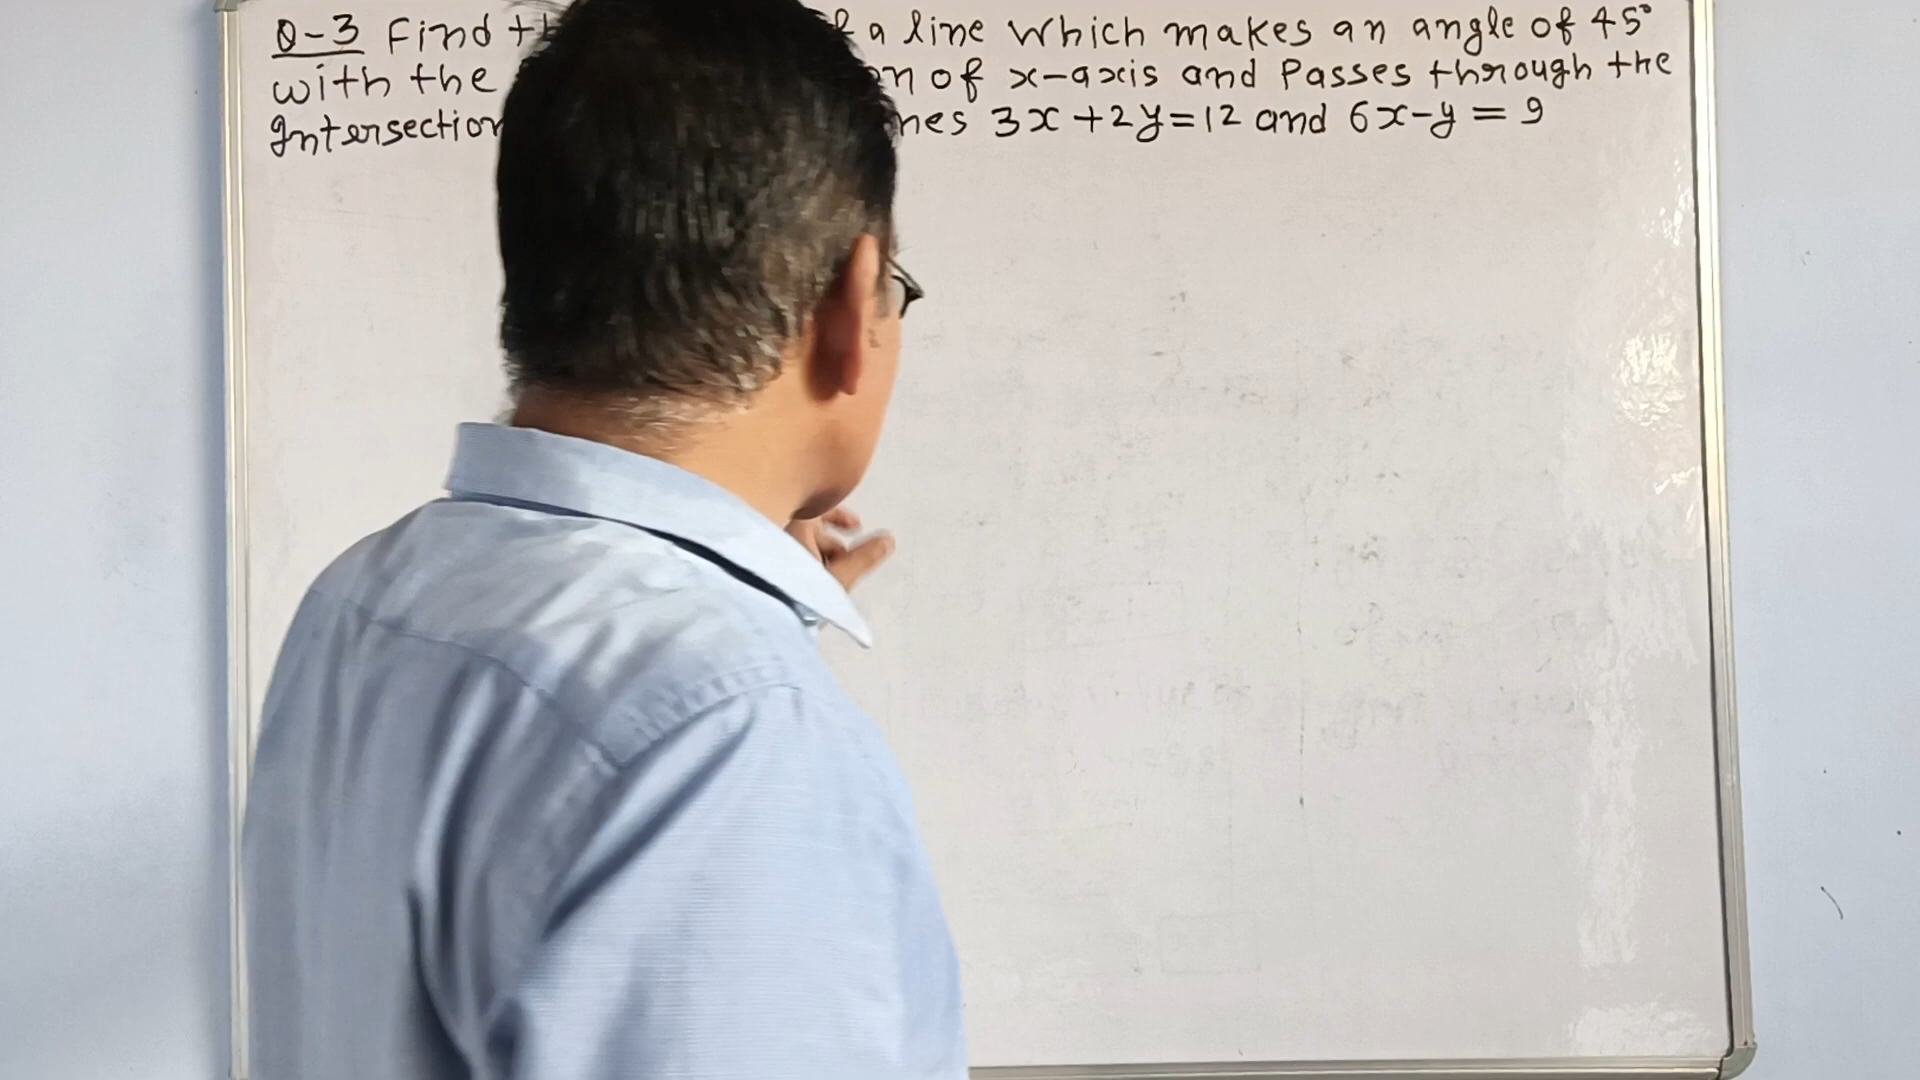 Q-3 Find a line which makes an angle of 45°
with the of x-axis and Passes through the
Intersection 3x+2y=12 and 6x-y=9